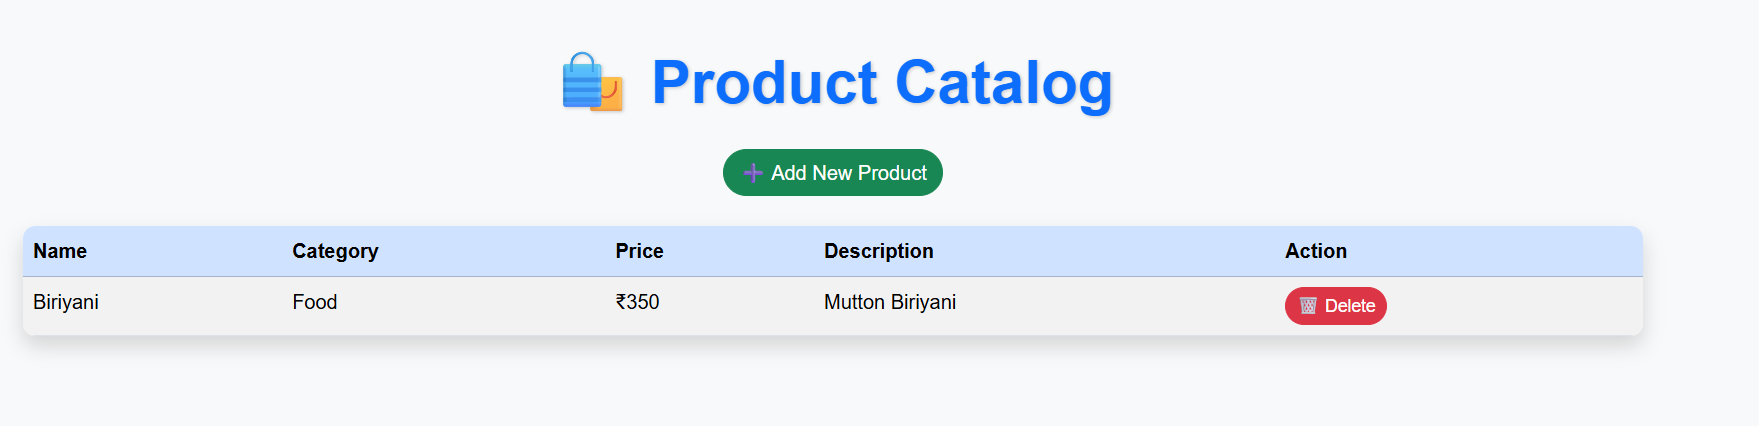 Product Catalog
Add New Product
Name Category Price Description Action
Biriyani Food ₹350 Mutton Biriyani Delete